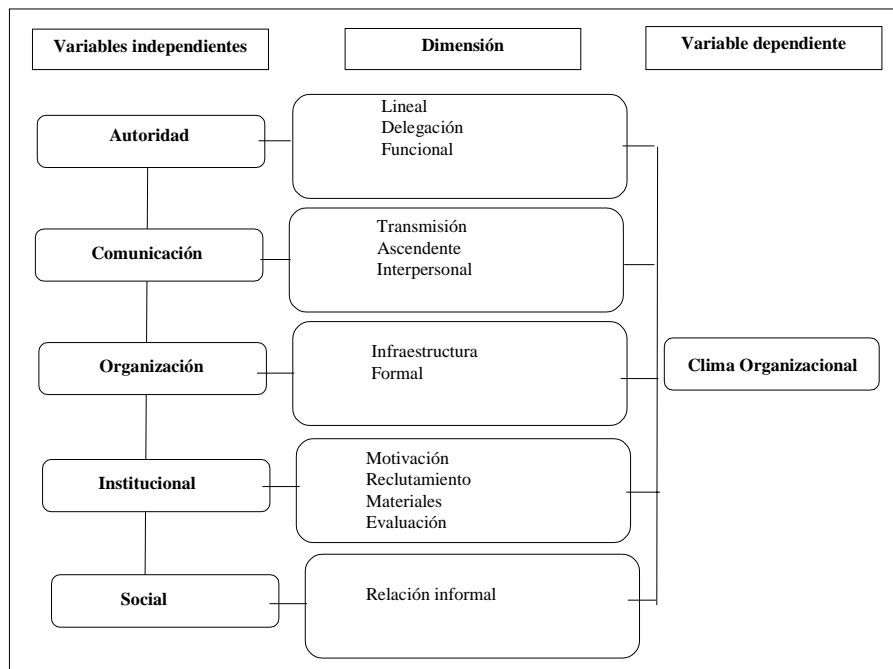 Variables independientes
Dimensión
Variable dependiente
Autoridad
Lineal
Delegación
Funcional
Comunicación
Transmisión
Ascendente
Interpersonal
Organización
Infraestructura
Formal
Clima Organizacional
Institucional
Motivación
Reclutamiento
Materiales
Evaluación
Social
Relación informal